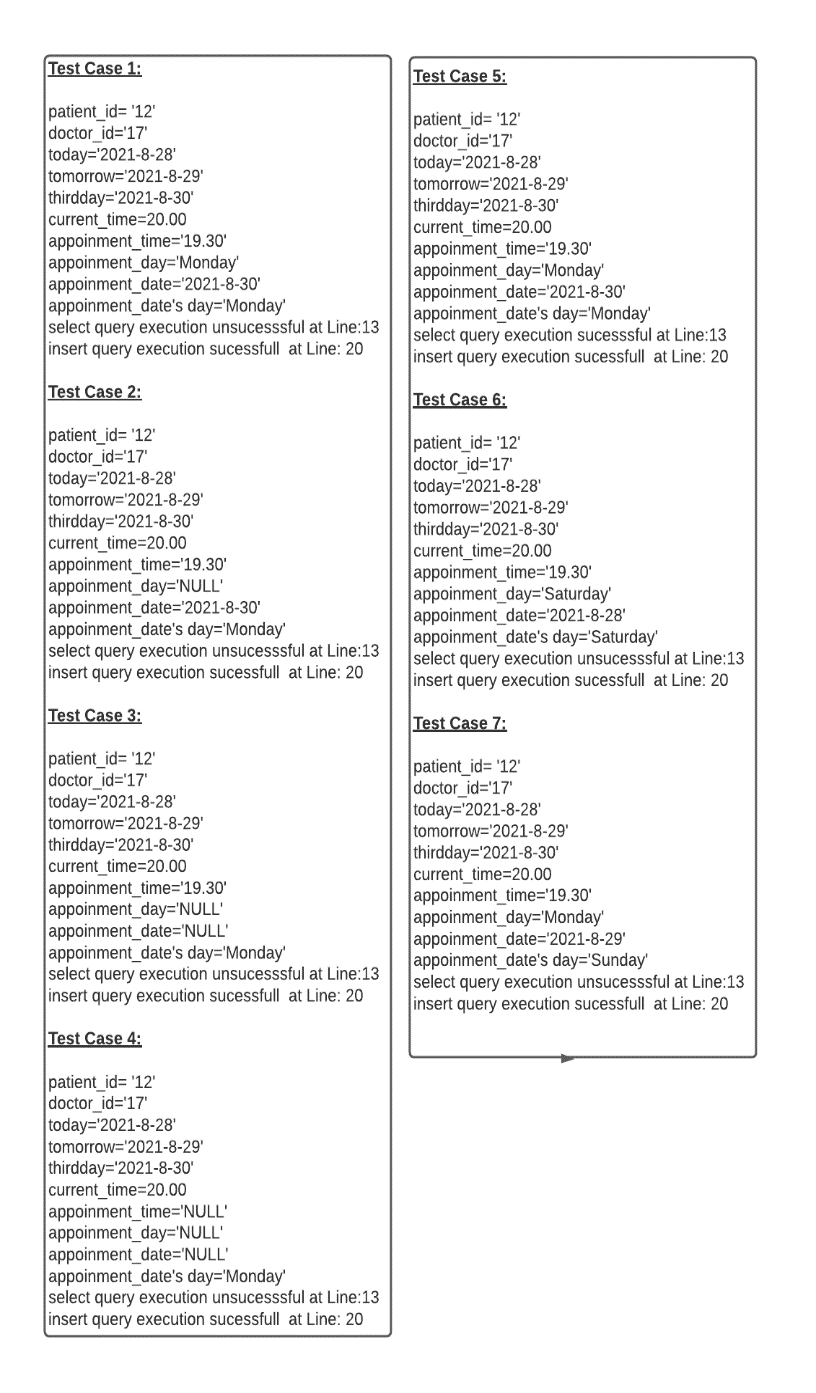 Test Case 1:
patient_id= '12'
doctor_id='17'
today='2021-8-28'
tomorrow='2021-8-29'
thirdday='2021-8-30'
current_time=20.00
appoinment_time='19.30'
appoinment_day='Monday'
appoinment_date='2021-8-30'
appoinment_date's day='Monday'
select query execution unsucesssful at Line:13
insert query execution sucessfull  at Line: 20
Test Case 2:
patient_id= '12'
doctor_id='17'
today='2021-8-28'
tomorrow='2021-8-29'
thirdday='2021-8-30'
current_time=20.00
appoinment_time='19.30'
appoinment_day='NULL'
appoinment_date='2021-8-30'
appoinment_date's day='Monday'
select query execution unsucesssful at Line:13
insert query execution sucessfull  at Line: 20
Test Case 3:
patient_id= '12'
doctor_id='17'
today='2021-8-28'
tomorrow='2021-8-29'
thirdday='2021-8-30'
current_time=20.00
appoinment_time='19.30'
appoinment_day='NULL'
appoinment_date='NULL'
appoinment_date's day='Monday'
select query execution unsucesssful at Line:13
insert query execution sucessfull  at Line: 20
Test Case 4:
patient_id= '12'
doctor_id='17'
today='2021-8-28'
tomorrow='2021-8-29'
thirdday='2021-8-30'
current_time=20.00
appoinment_time='NULL'
appoinment_day='NULL'
appoinment_date='NULL'
appoinment_date's day='Monday'
select query execution unsucesssful at Line:13
insert query execution sucessfull  at Line: 20
Test Case 5:
patient_id= '12'
doctor_id='17'
today='2021-8-28'
tomorrow='2021-8-29'
thirdday='2021-8-30'
current_time=20.00
appoinment_time='19.30'
appoinment_day='Monday'
appoinment_date='2021-8-30'
appoinment_date's day='Monday'
select query execution sucesssful at Line:13
insert query execution sucessfull  at Line: 20
Test Case 6:
patient_id= '12'
doctor_id='17'
today='2021-8-28'
tomorrow='2021-8-29'
thirdday='2021-8-30'
current_time=20.00
appoinment_time='19.30'
appoinment_day='Saturday'
appoinment_date='2021-8-28'
appoinment_date's day='Saturday'
select query execution unsucesssful at Line:13
insert query execution sucessfull  at Line: 20
Test Case 7:
patient_id= '12'
doctor_id='17'
today='2021-8-28'
tomorrow='2021-8-29'
thirdday='2021-8-30'
current_time=20.00
appoinment_time='19.30'
appoinment_day='Monday'
appoinment_date='2021-8-29'
appoinment_date's day='Sunday'
select query execution unsucesssful at Line:13
insert query execution sucessfull  at Line: 20